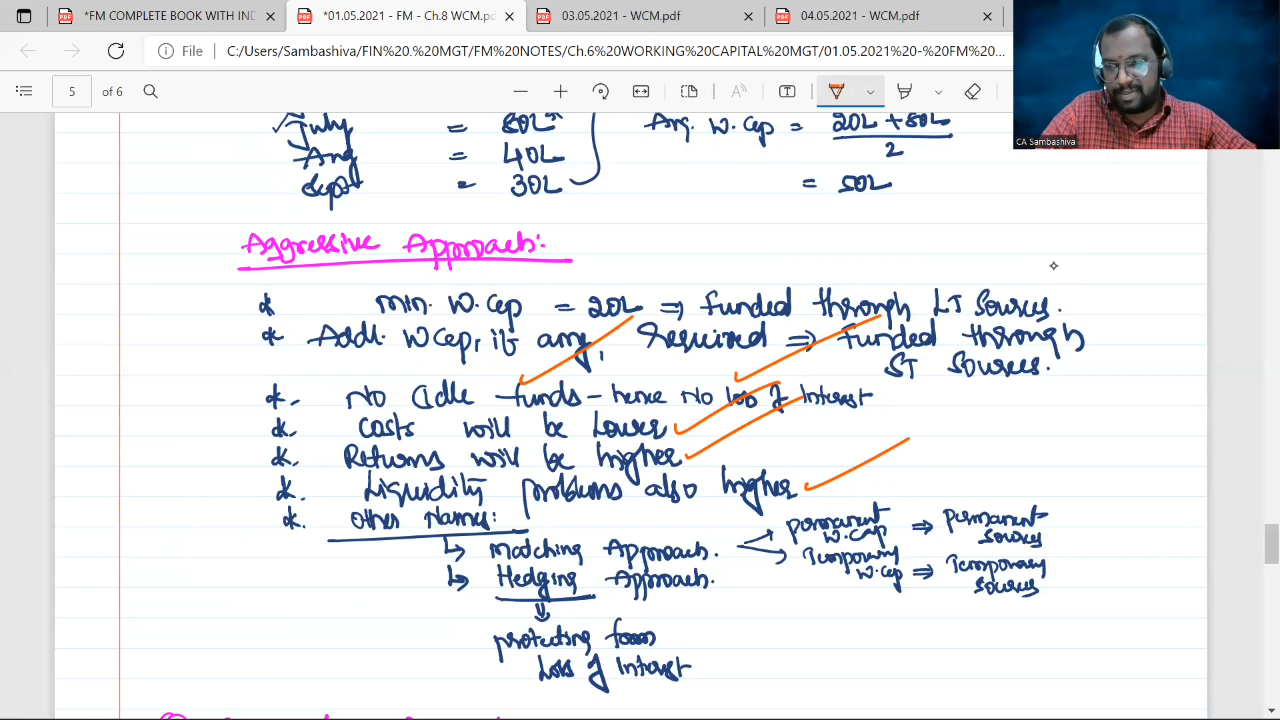 *FM COMPLETE BOOK WITH IND
*01.05.2021 - FM - Ch.8 WCM.pdf
03.05.2021 - WCM.pdf
04.05.2021 - WCM.pdf
File
C:/Users/Sambashiva/FIN%20.%20MGT/FM%20NOTES/Ch.6%20WORKING%20CAPITAL%20MGT/01.05.2021%20-%20FM%20...
5 of 6
CA Sambashiva
July = 80L
Aug = 40L
Sept = 30L
Avg. W.Cap = 20L + 80L
2
= 50L
Aggressive Approach:
* Min. W.Cap = 20L ⇒ funded through LT Sources.
* Addl. WCap, if any, required ⇒ funded through
ST Sources.
*. No Idle funds - hence No loss of Interest
*. Costs will be Lower
*. Returns will be higher
*. Liquidity problems also higher
*. Other Names:
↳ Matching Approach.
permanent W.Cap ⇒ permanent Sources
Temporary W.Cap ⇒ Temporary Sources
↳ Hedging Approach.
⇓
protecting from
Loss of Interest